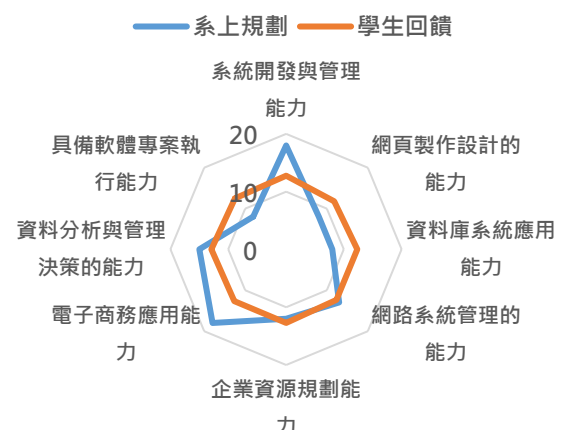 系上規劃 學生回饋
系統開發與管理
能力
網頁製作設計的
能力
資料庫系統應用
能力
網路系統管理的
能力
企業資源規劃能
力
電子商務應用能
力
資料分析與管理
決策的能力
具備軟體專案執
行能力
20
10
0